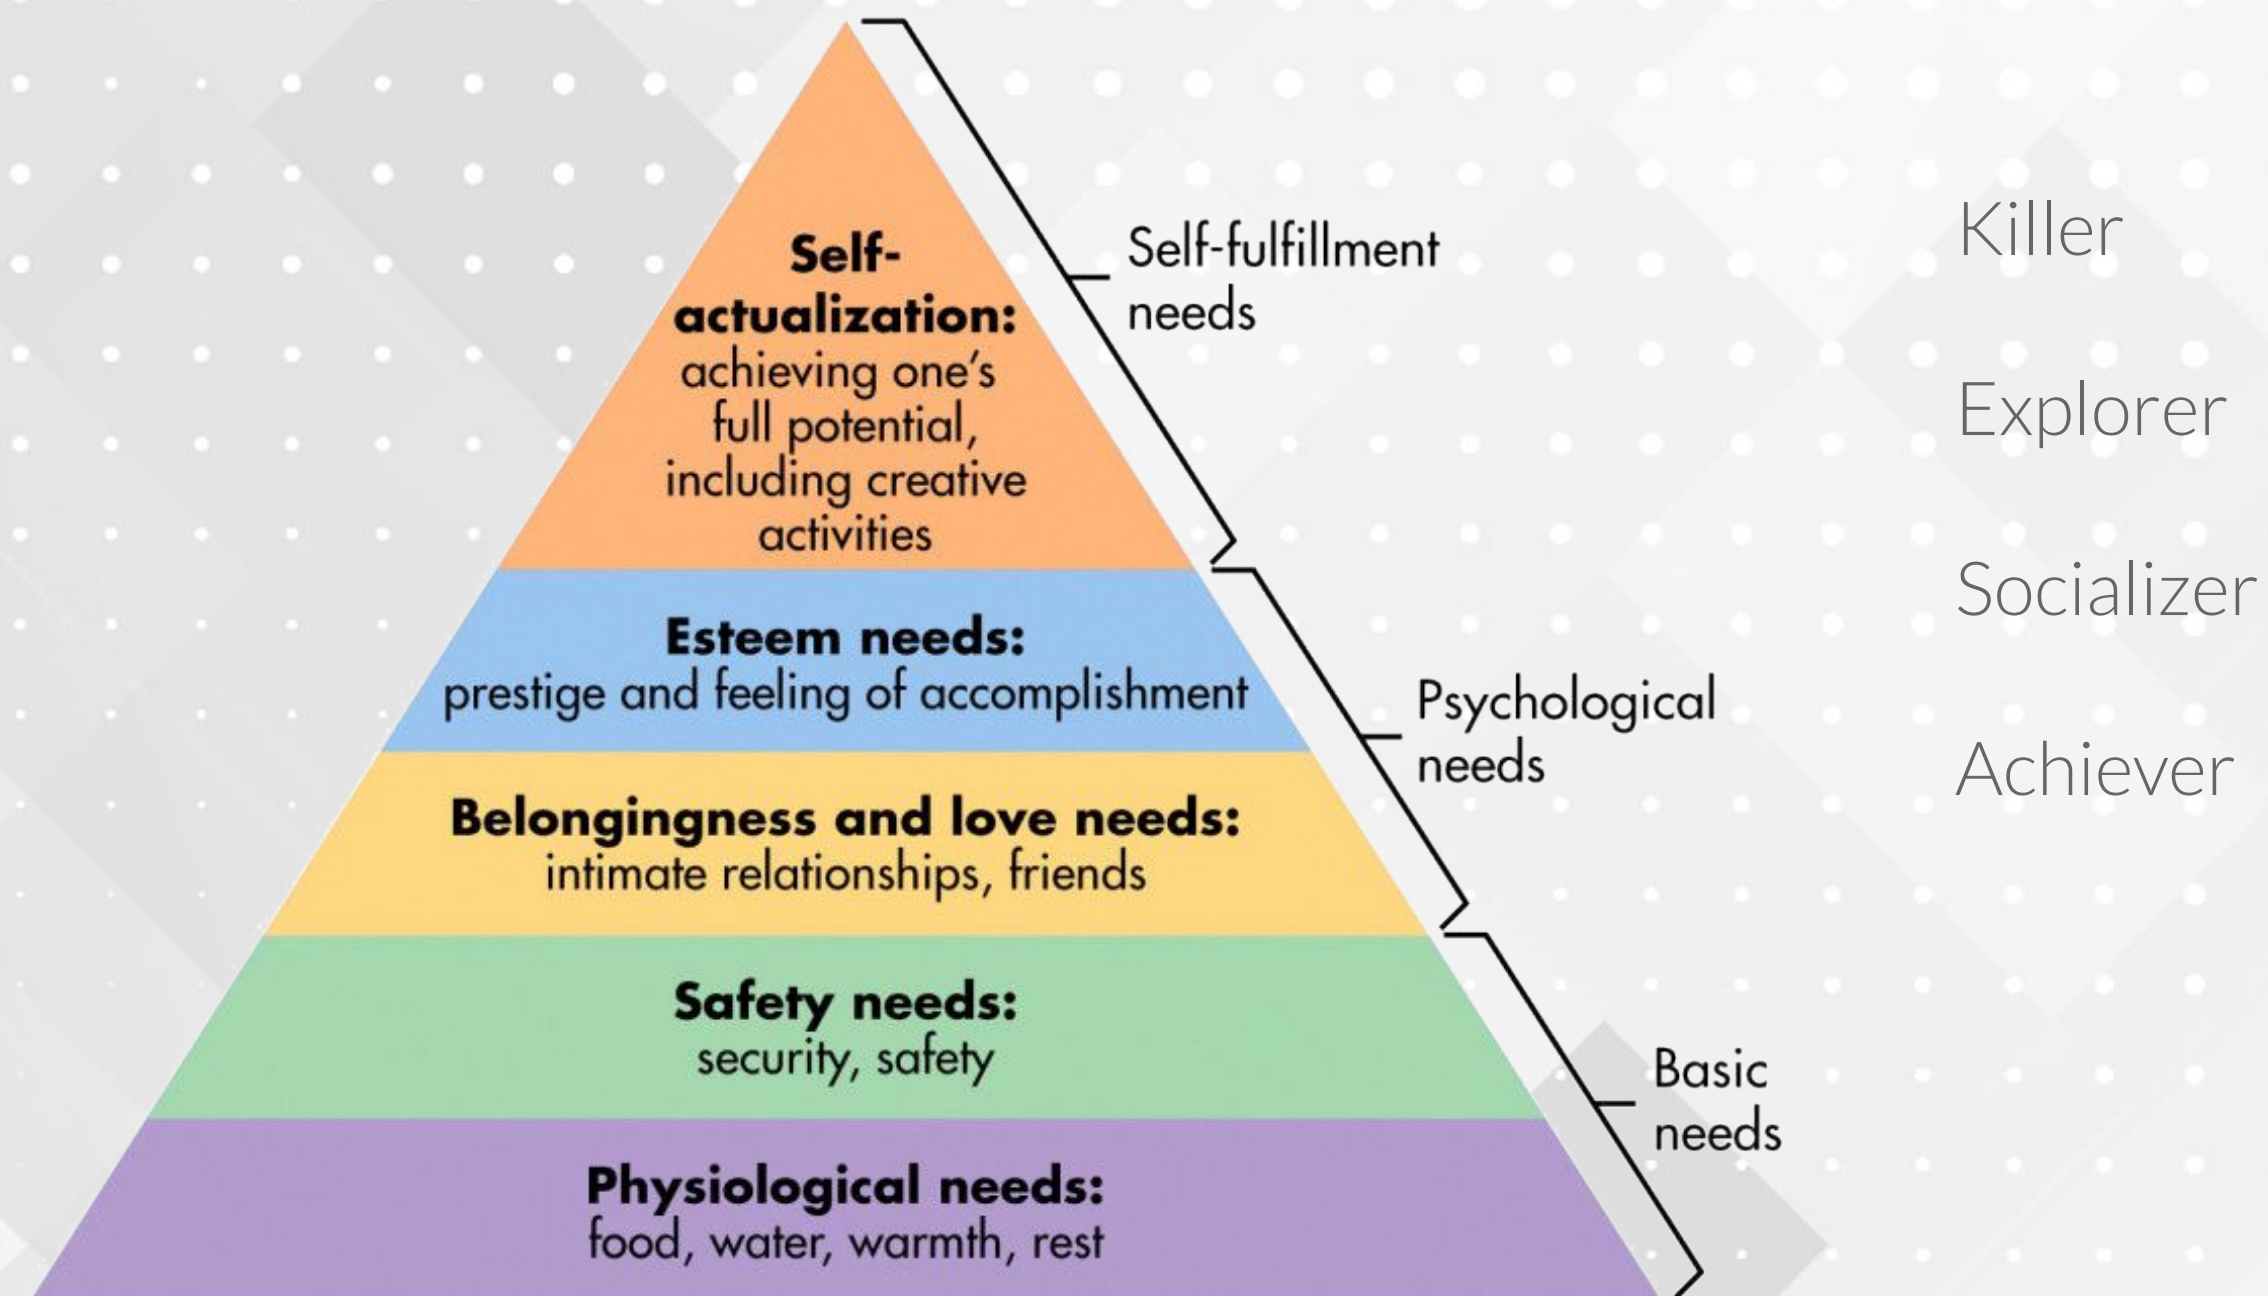 Self-
actualization:
achieving one's
full potential,
including creative
activities
Esteem needs:
prestige and feeling of accomplishment
Belongingness and love needs:
intimate relationships, friends
Safety needs:
security, safety
Physiological needs:
food, water, warmth, rest
Self-fulfillment
needs
Psychological
needs
Basic
needs
Killer
Explorer
Socializer
Achiever